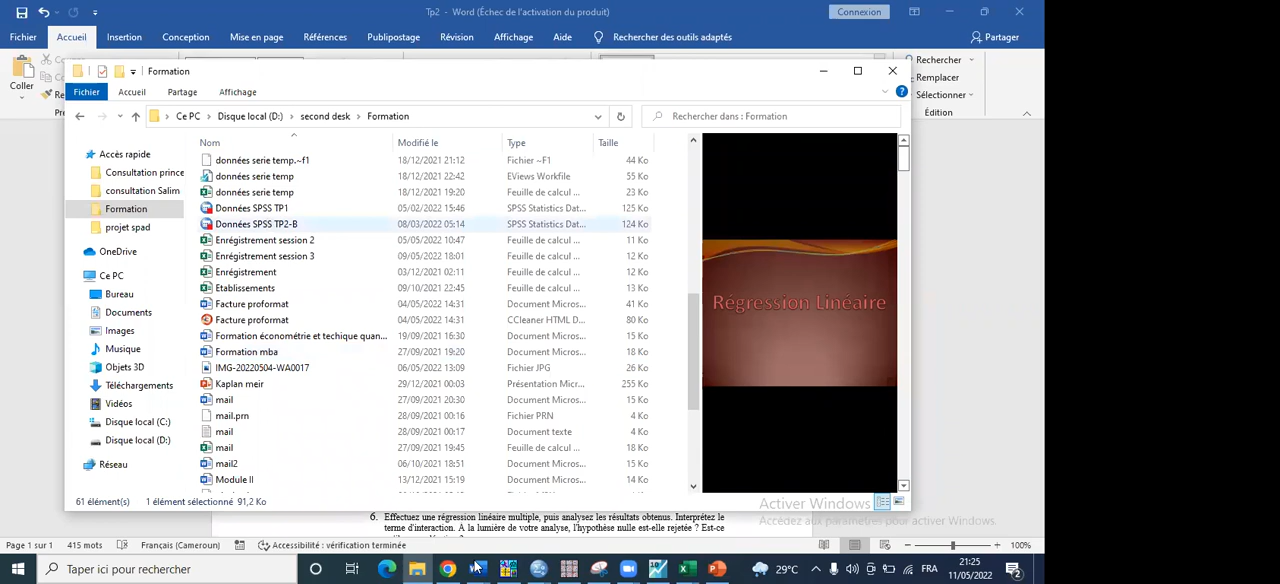 Tp2 - Word (Échec de l'activation du produit)
Connexion
Fichier Accueil Insertion Conception Mise en page Références Publipostage Révision Affichage Aide Rechercher des outils adaptés Partager
Coller
Rechercher
Remplacer
Sélectionner
Édition
Formation
Fichier Accueil Partage Affichage
Ce PC > Disque local (D:) > second desk > Formation
Rechercher dans : Formation
Nom Modifié le Type Taille
Accès rapide
Consultation prince
consultation Salim
Formation
projet spad
OneDrive
Ce PC
Bureau
Documents
Images
Musique
Objets 3D
Téléchargements
Vidéos
Disque local (C:)
Disque local (D:)
Réseau
données serie temp.~f1 18/12/2021 21:12 Fichier ~F1 44 Ko
données serie temp 18/12/2021 22:42 EViews Workfile 55 Ko
données serie temp 18/12/2021 19:20 Feuille de calcul ... 23 Ko
Données SPSS TP1 05/02/2022 15:46 SPSS Statistics Dat... 125 Ko
Données SPSS TP2-B 08/03/2022 05:14 SPSS Statistics Dat... 124 Ko
Enrégistrement session 2 05/05/2022 10:47 Feuille de calcul ... 11 Ko
Enrégistrement session 3 09/05/2022 18:01 Feuille de calcul ... 12 Ko
Enrégistrement 03/12/2021 02:11 Feuille de calcul ... 12 Ko
Etablissements 09/10/2021 22:45 Feuille de calcul ... 13 Ko
Facture proformat 04/05/2022 14:31 Document Micros... 41 Ko
Facture proformat 04/05/2022 14:31 CCleaner HTML D... 80 Ko
Formation économétrie et techique quan... 19/09/2021 16:30 Document Micros... 15 Ko
Formation mba 27/09/2021 19:20 Document Micros... 18 Ko
IMG-20220504-WA0017 06/05/2022 13:09 Fichier JPG 26 Ko
Kaplan meir 29/12/2021 00:03 Présentation Micr... 255 Ko
mail 27/09/2021 20:30 Document Micros... 15 Ko
mail.prn 28/09/2021 00:16 Fichier PRN 4 Ko
mail 28/09/2021 00:17 Document texte 4 Ko
mail 27/09/2021 19:45 Feuille de calcul ... 18 Ko
mail2 06/10/2021 18:51 Document Micros... 15 Ko
Module II 13/12/2021 15:19 Document Micros... 14 Ko
Régression Linéaire
61 élément(s) 1 élément sélectionné 91,2 Ko
Activer Windows
Accédez aux paramètres pour activer Windows.
6. Effectuez une régression linéaire multiple, puis analysez les résultats obtenus. Interprétez le
terme d'interaction. À la lumière de votre analyse, l'hypothèse nulle est-elle rejetée ? Est-ce
Page 1 sur 1 415 mots Français (Cameroun) Accessibilité : vérification terminée 100%
Taper ici pour rechercher
29°C
FRA
21:25
11/05/2022
2